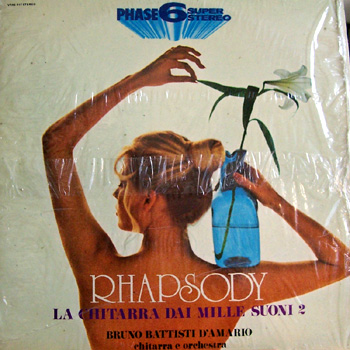 PHASE 6 SUPER STEREO
RHAPSODY
LA CHITARRA DAI MILLE SUONI 2
BRUNO BATTISTI D'AMARIO
chitarra e orchestra